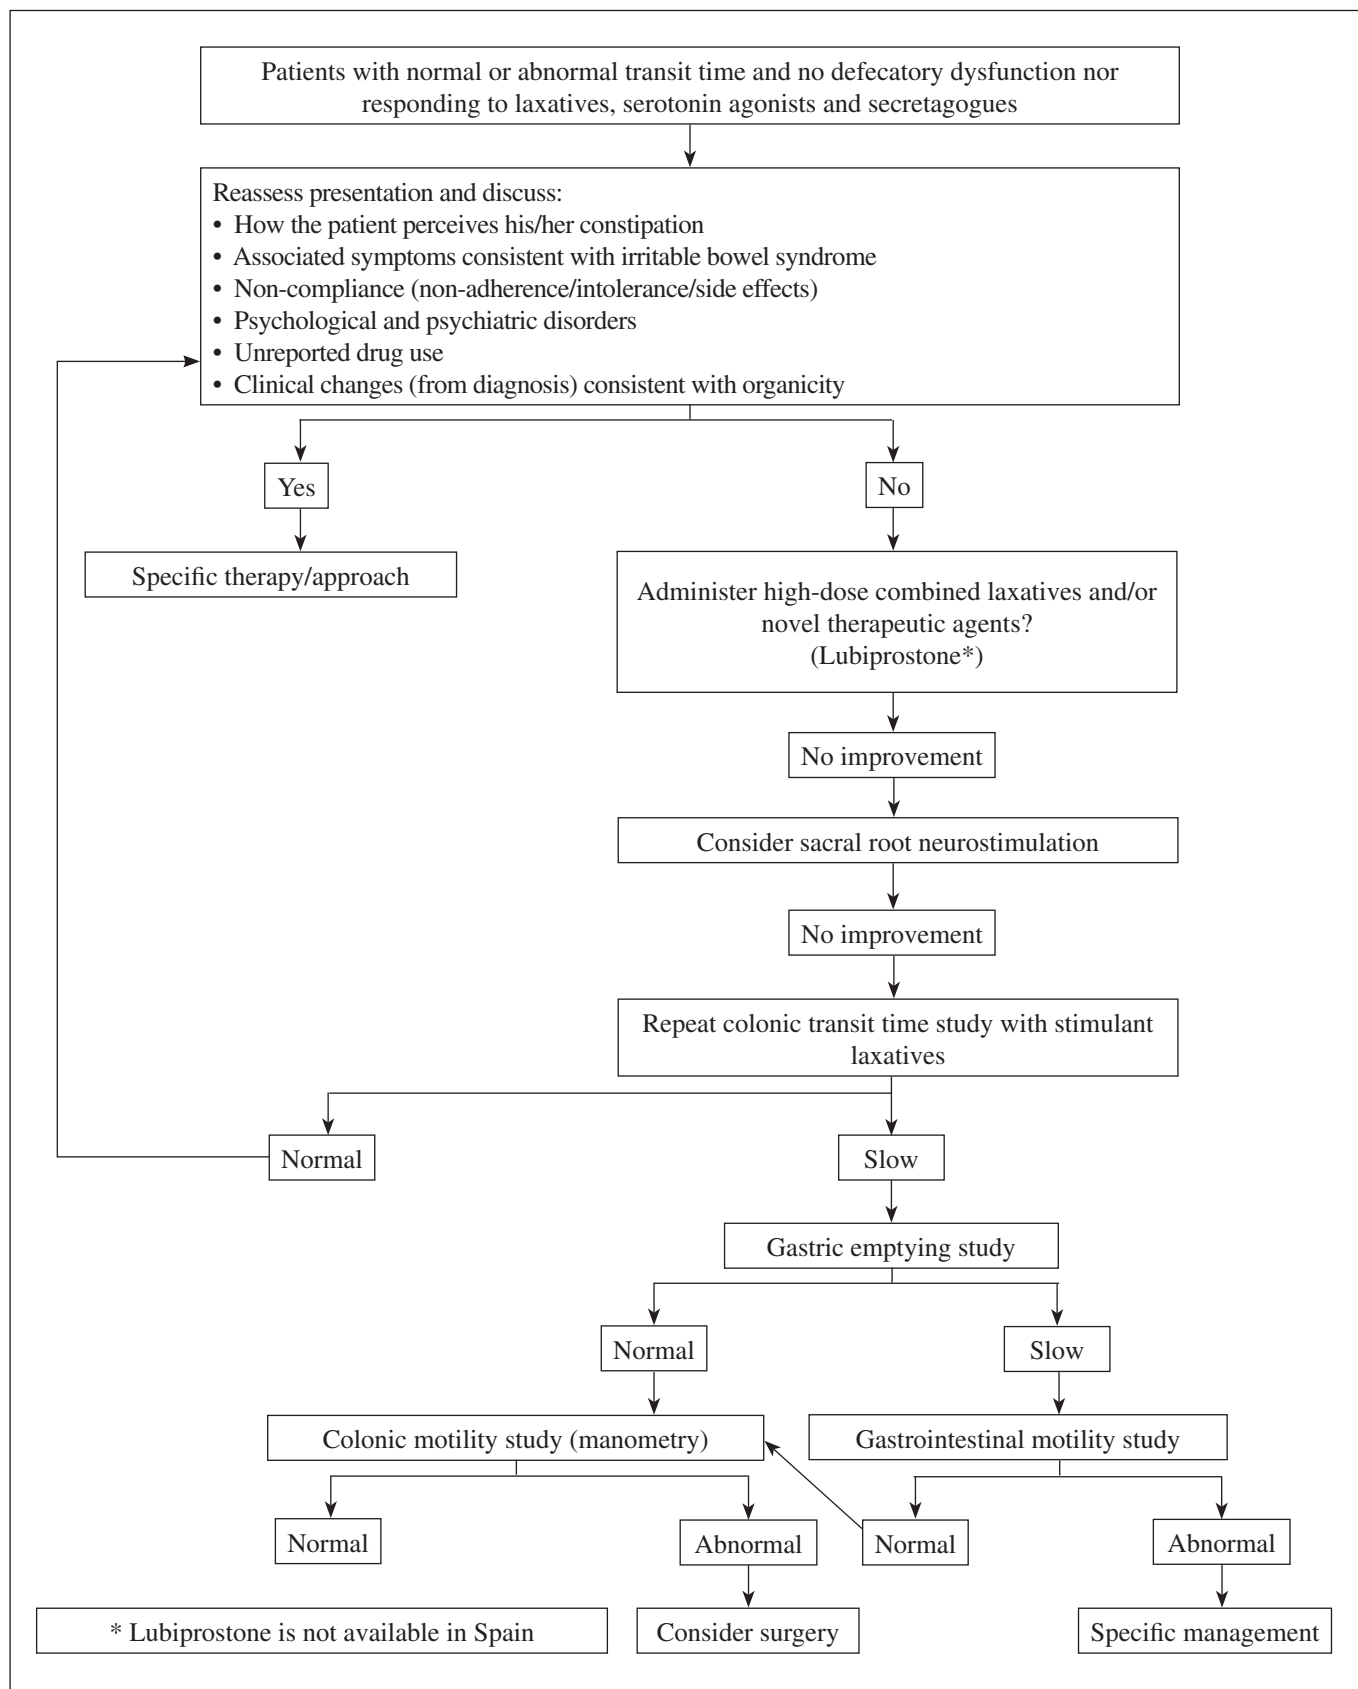 Patients with normal or abnormal transit time and no defecatory dysfunction nor
responding to laxatives, serotonin agonists and secretagogues
Reassess presentation and discuss:
• How the patient perceives his/her constipation
• Associated symptoms consistent with irritable bowel syndrome
• Non-compliance (non-adherence/intolerance/side effects)
• Psychological and psychiatric disorders
• Unreported drug use
• Clinical changes (from diagnosis) consistent with organicity
Yes
No
Specific therapy/approach
Administer high-dose combined laxatives and/or
novel therapeutic agents?
(Lubiprostone*)
No improvement
Consider sacral root neurostimulation
No improvement
Repeat colonic transit time study with stimulant
laxatives
Normal
Slow
Gastric emptying study
Normal
Slow
Colonic motility study (manometry)
Gastrointestinal motility study
Normal
Abnormal
Normal
Abnormal
* Lubiprostone is not available in Spain
Consider surgery
Specific management